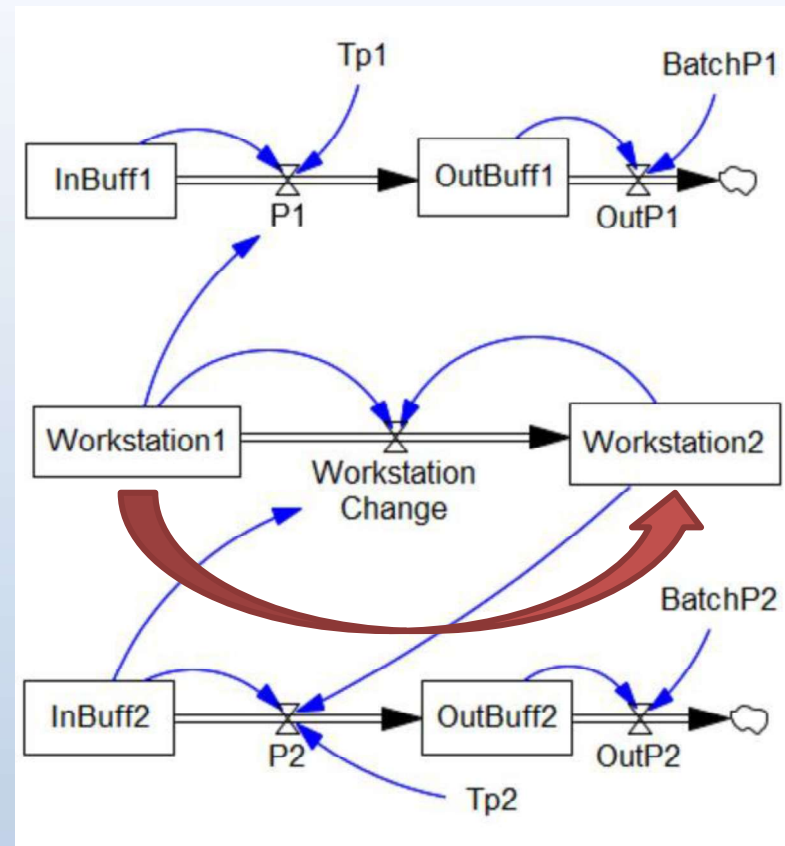 Tp1
BatchP1
InBuff1
OutBuff1
P1
OutP1
Workstation1
Workstation2
Workstation
Change
BatchP2
InBuff2
OutBuff2
P2
OutP2
Tp2